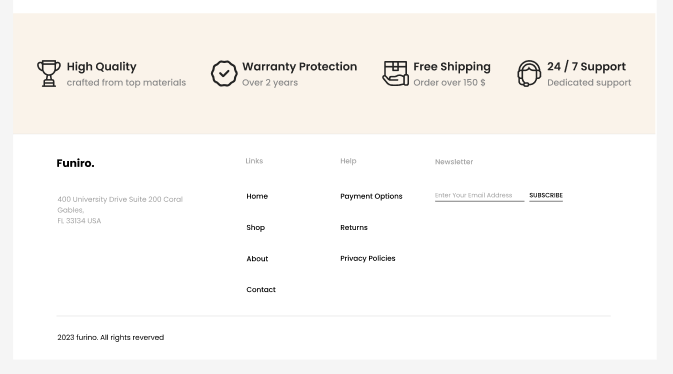 High Quality
crafted from top materials
Warranty Protection
Over 2 years
Free Shipping
Order over 150 $
24 / 7 Support
Dedicated support
Funiro.
400 University Drive Suite 200 Coral
Gables,
FL 33134 USA
Links
Home
Shop
About
Contact
Help
Payment Options
Returns
Privacy Policies
Newsletter
Enter Your Email Address
SUBSCRIBE
2023 furino. All rights reverved